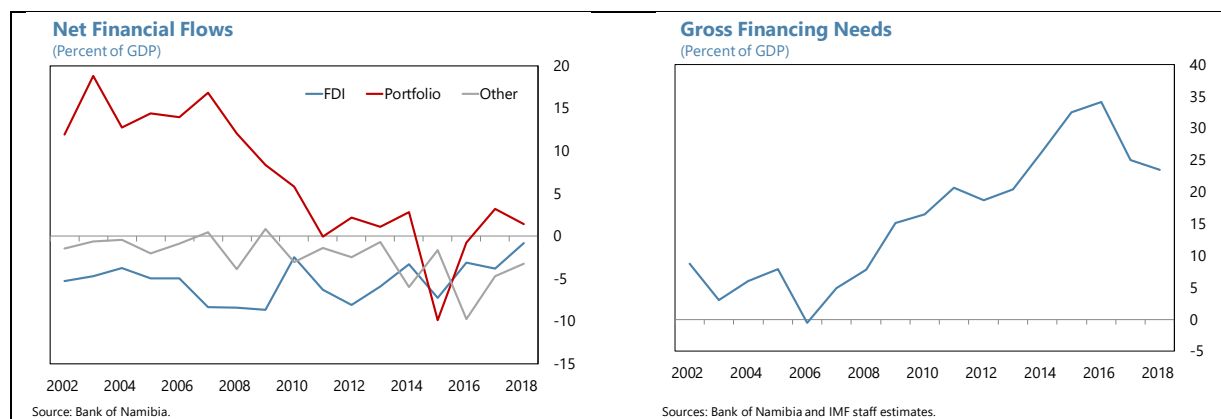 Net Financial Flows
(Percent of GDP)
FDI Portfolio Other
20
15
10
5
0
-5
-10
-15
2002 2004 2006 2008 2010 2012 2014 2016 2018
Source: Bank of Namibia.
Gross Financing Needs
(Percent of GDP)
40
35
30
25
20
15
10
5
0
-5
2002 2004 2006 2008 2010 2012 2014 2016 2018
Sources: Bank of Namibia and IMF staff estimates.